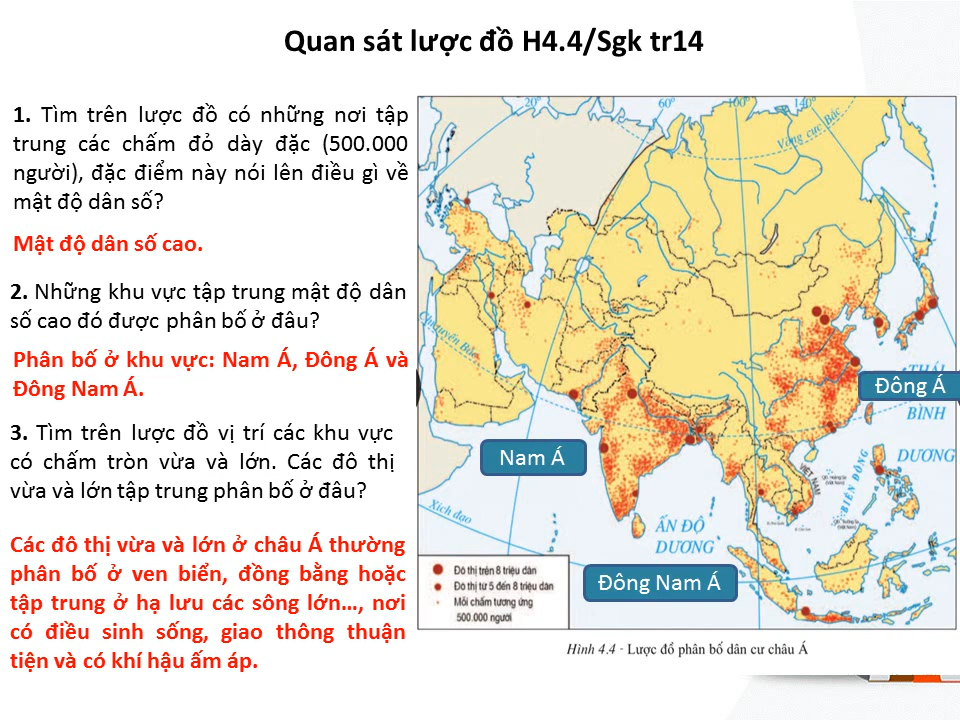 Quan sát lược đồ H4.4/Sgk tr14
1. Tìm trên lược đồ có những nơi tập
trung các chấm đỏ dày đặc (500.000
người), đặc điểm này nói lên điều gì về
mật độ dân số?
Mật độ dân số cao.
2. Những khu vực tập trung mật độ dân
số cao đó được phân bố ở đâu?
Phân bố ở khu vực: Nam Á, Đông Á và
Đông Nam Á.
3. Tìm trên lược đồ vị trí các khu vực
có chấm tròn vừa và lớn. Các đô thị
vừa và lớn tập trung phân bố ở đâu?
Các đô thị vừa và lớn ở châu Á thường
phân bố ở ven biển, đồng bằng hoặc
tập trung ở hạ lưu các sông lớn…, nơi
có điều sinh sống, giao thông thuận
tiện và có khí hậu ấm áp.
20°
60°
100°
140°
Vòng cực Bắc
Chí tuyến Bắc
THÁI
Đông Á
BÌNH
DƯƠNG
Nam Á
VIỆT NAM
BIỂN ĐÔNG
Xích đạo
ẤN ĐỘ
DƯƠNG
Đông Nam Á
Đô thị trên 8 triệu dân
Đô thị từ 5 đến 8 triệu dân
Mỗi chấm tương ứng
500.000 người
Hình 4.4 - Lược đồ phân bố dân cư châu Á